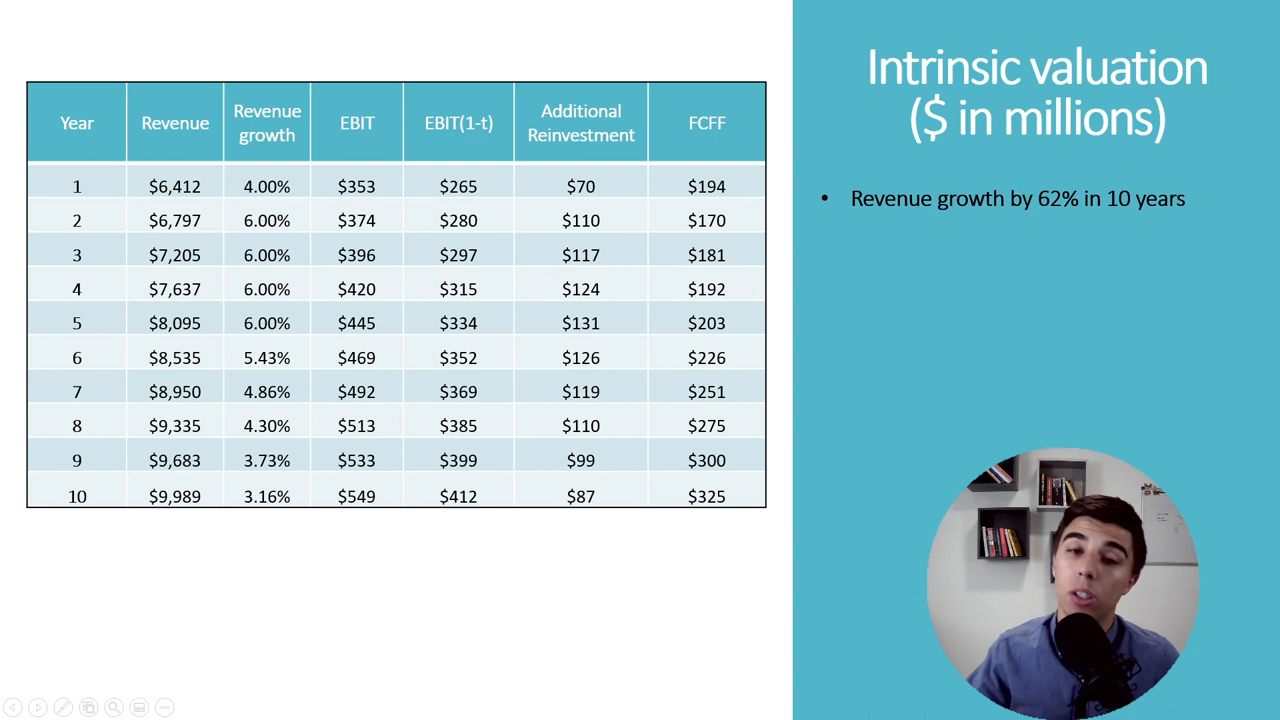 Intrinsic valuation
($ in millions)
• Revenue growth by 62% in 10 years
Year Revenue Revenue growth EBIT EBIT(1-t) Additional Reinvestment FCFF
1 $6,412 4.00% $353 $265 $70 $194
2 $6,797 6.00% $374 $280 $110 $170
3 $7,205 6.00% $396 $297 $117 $181
4 $7,637 6.00% $420 $315 $124 $192
5 $8,095 6.00% $445 $334 $131 $203
6 $8,535 5.43% $469 $352 $126 $226
7 $8,950 4.86% $492 $369 $119 $251
8 $9,335 4.30% $513 $385 $110 $275
9 $9,683 3.73% $533 $399 $99 $300
10 $9,989 3.16% $549 $412 $87 $325